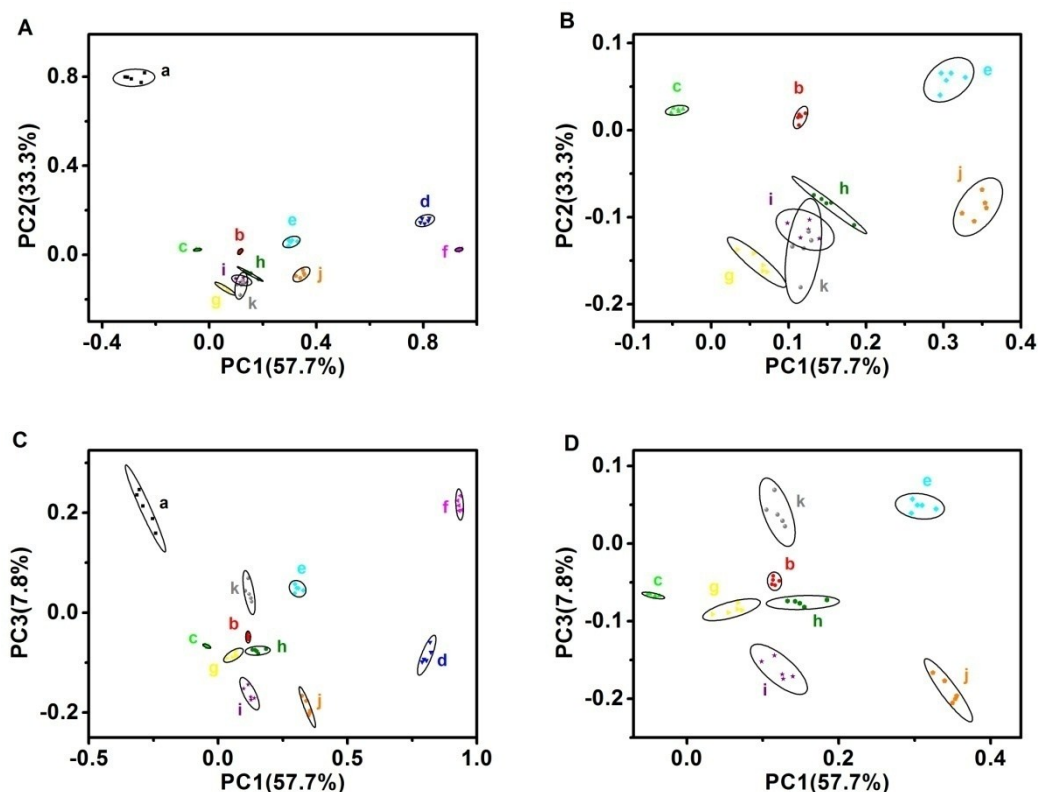 A
a
b
c
d
e
f
g
h
i
j
k
0.8
0.4
0.0
-0.4
0.0
0.4
0.8
PC2(33.3%)
PC1(57.7%)
B
c
b
e
h
i
j
g
k
0.1
0.0
-0.1
-0.2
-0.1
0.0
0.1
0.2
0.3
0.4
PC2(33.3%)
PC1(57.7%)
C
a
f
k
e
b
c
h
g
d
i
j
0.2
0.0
-0.2
-0.5
0.0
0.5
1.0
PC3(7.8%)
PC1(57.7%)
D
k
e
b
c
g
h
i
j
0.1
0.0
-0.1
-0.2
0.0
0.2
0.4
PC3(7.8%)
PC1(57.7%)